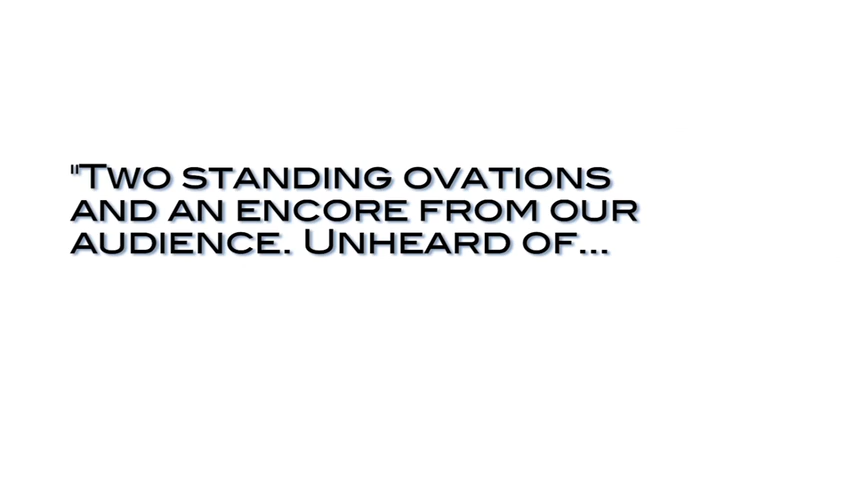 "Two standing ovations
and an encore from our
audience. Unheard of...